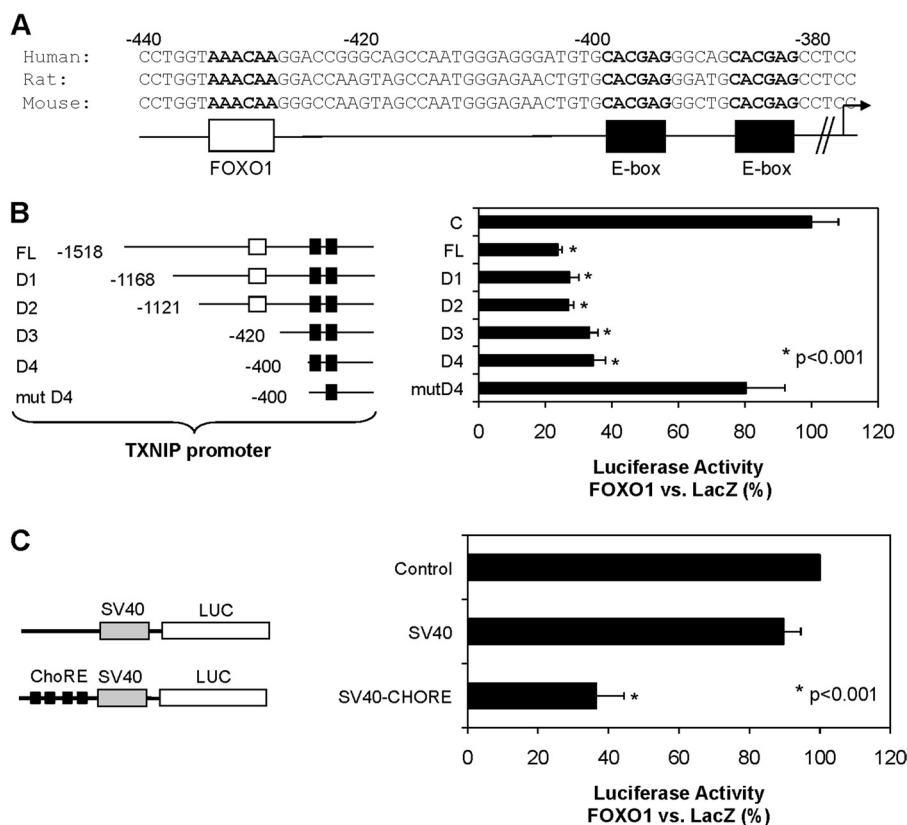 A
-440 -420 -400 -380
Human: CCTGGTAAACAAGGACCGGGCAGCCAATGGGAGGGATGTGCACGAGGGCAGCACGAGCCTCC
Rat: CCTGGTAAACAAGGACCAAGTAGCCAATGGGAGAACTGTGCACGAGGGATGCACGAGCCTCC
Mouse: CCTGGTAAACAAGGGCCAAGTAGCCAATGGGAGAACTGTGCACGAGGGCTGCACGAGCCTCC
FOXO1 E-box E-box
B
FL -1518
D1 -1168
D2 -1121
D3 -420
D4 -400
mut D4 -400
TXNIP promoter
C
FL *
D1 *
D2 *
D3 *
D4 *
mutD4
* p<0.001
0 20 40 60 80 100 120
Luciferase Activity
FOXO1 vs. LacZ (%)
C
SV40 LUC
ChoRE SV40 LUC
Control
SV40
SV40-CHORE *
* p<0.001
0 20 40 60 80 100 120
Luciferase Activity
FOXO1 vs. LacZ (%)